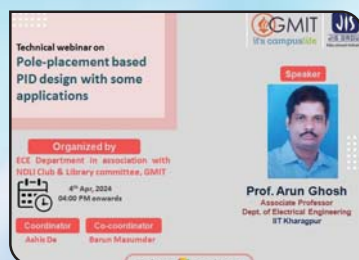 GMIT
it's campuslife
JIS
Technical webinar on
Pole-placement based
PID design with some
applications
Speaker
Organized by
ECE Department in association with
NDLI Club & Library committee, GMIT
4th Apr, 2024
04:00 PM onwards
Prof. Arun Ghosh
Associate Professor
Dept. of Electrical Engineering
IIT Kharagpur
Coordinator
Co-coordinator
Ashis De
Barun Mazumder